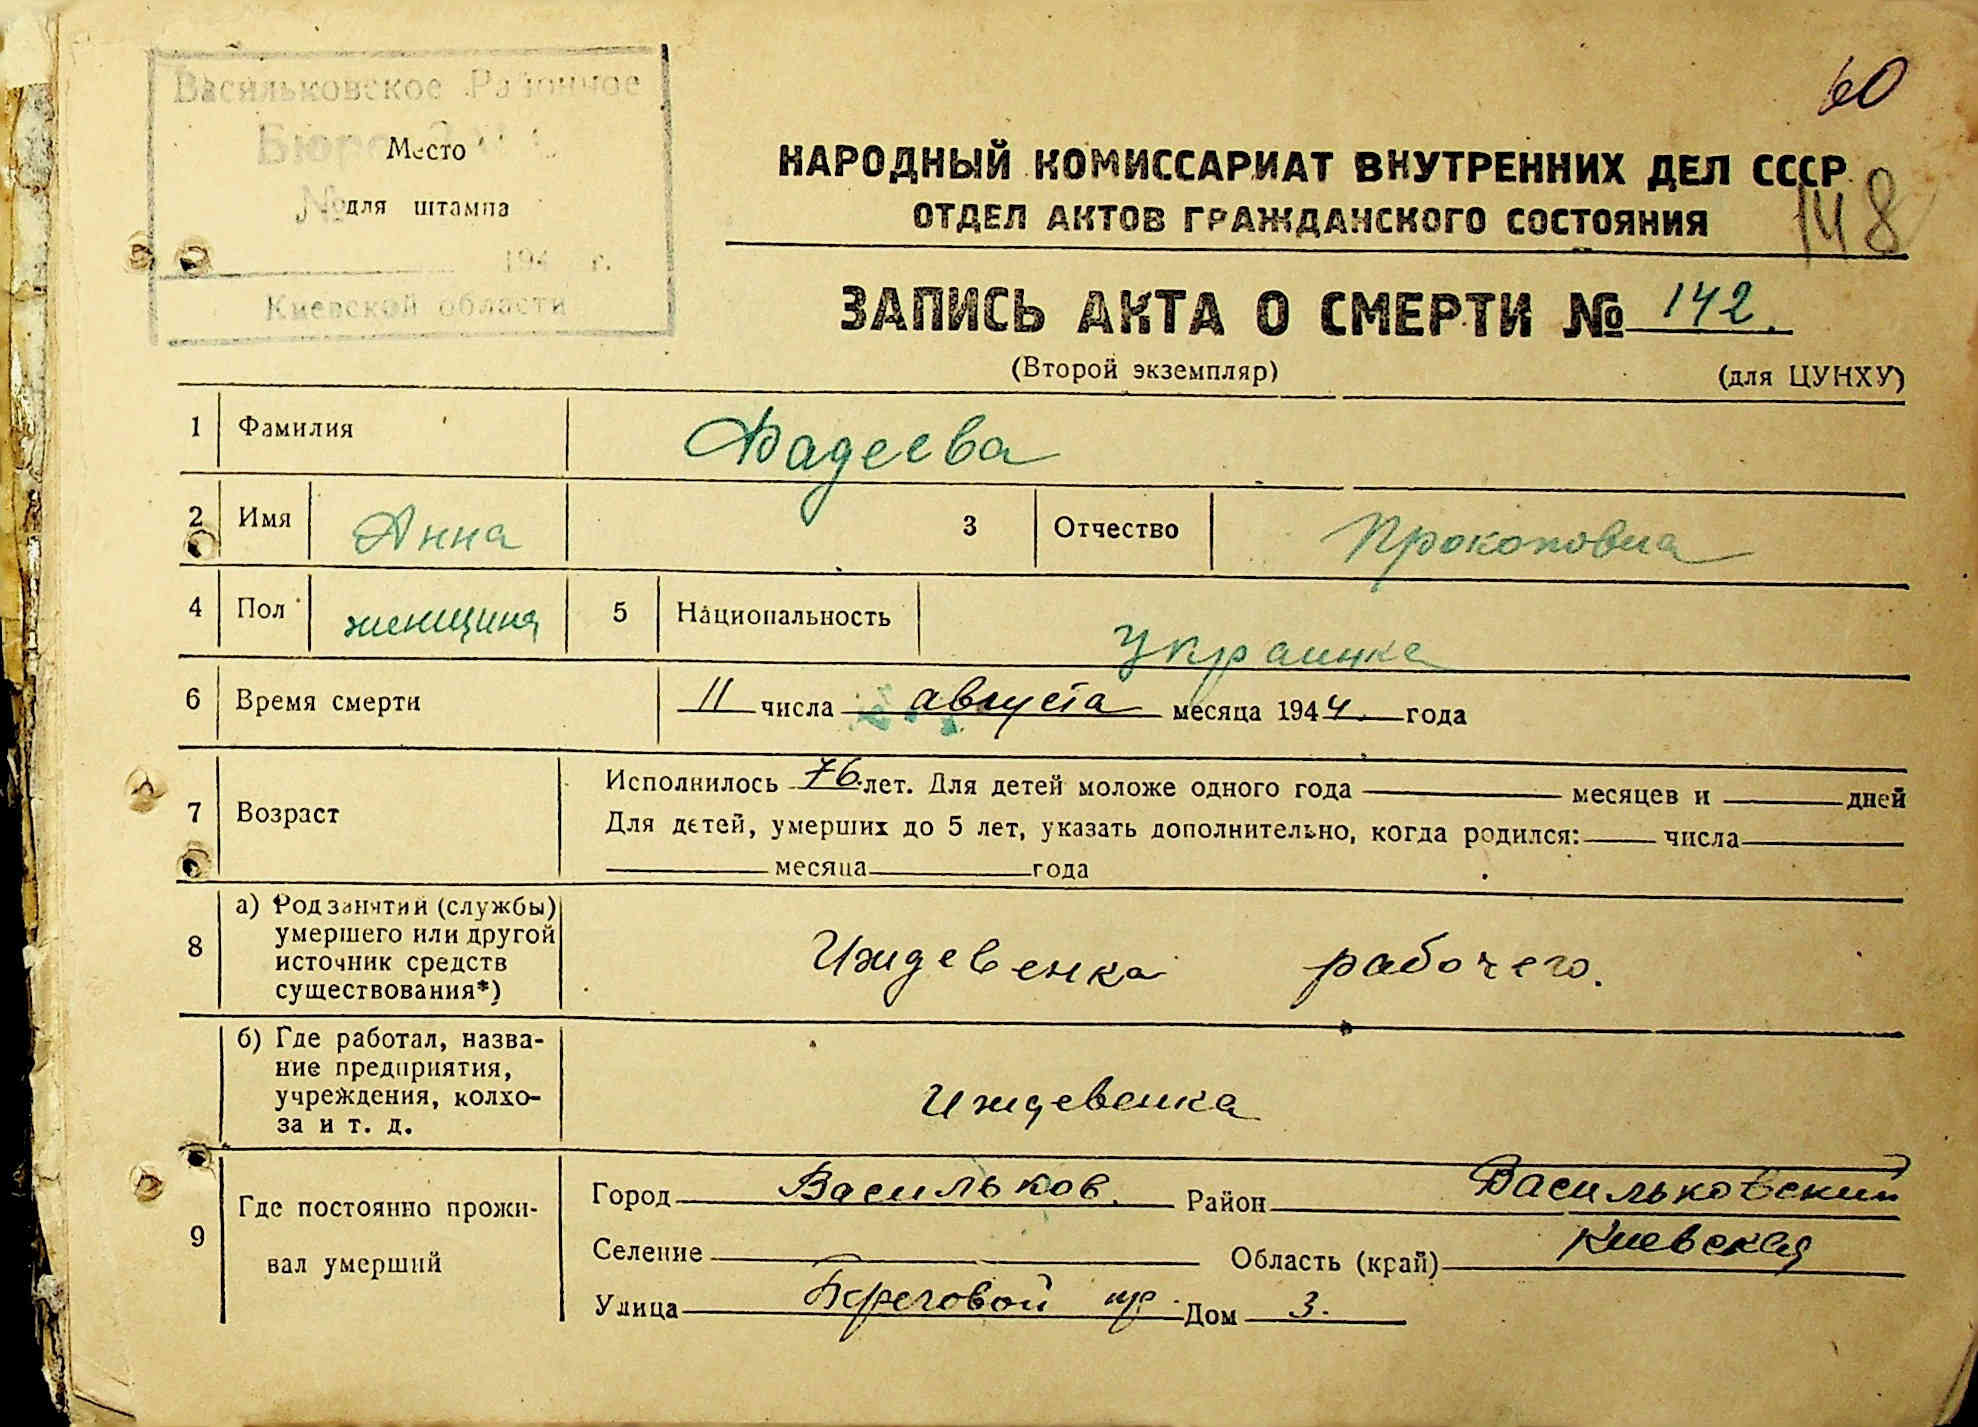 60
Васильковское Районное
Бюро
Место
№ для штампа
194 г.
Киевской области
НАРОДНЫЙ КОМИССАРИАТ ВНУТРЕННИХ ДЕЛ СССР
148
ОТДЕЛ АКТОВ ГРАЖДАНСКОГО СОСТОЯНИЯ
ЗАПИСЬ АКТА О СМЕРТИ № 142.
(Второй экземпляр) (для ЦУНХУ)
1 Фамилия Фадеева
2 Имя Анна 3 Отчество Прокоповна
4 Пол женщина 5 Национальность Украинка
6 Время смерти 11 числа августа месяца 1944. года
Исполнилось 76 лет. Для детей моложе одного года месяцев и дней
7 Возраст Для детей, умерших до 5 лет, указать дополнительно, когда родился: числа
месяца года
8 а) Род занятий (службы)
умершего или другой
источник средств
существования*)
Иждевенка рабочего.
б) Где работал, назва-
ние предприятия,
учреждения, колхо-
за и т. д.
Иждевенка
9 Где постоянно прожи-
вал умерший
Город Васильков. Район Васильковский
Селение Область (край) Киевская
Улица Береговой Дом 3.